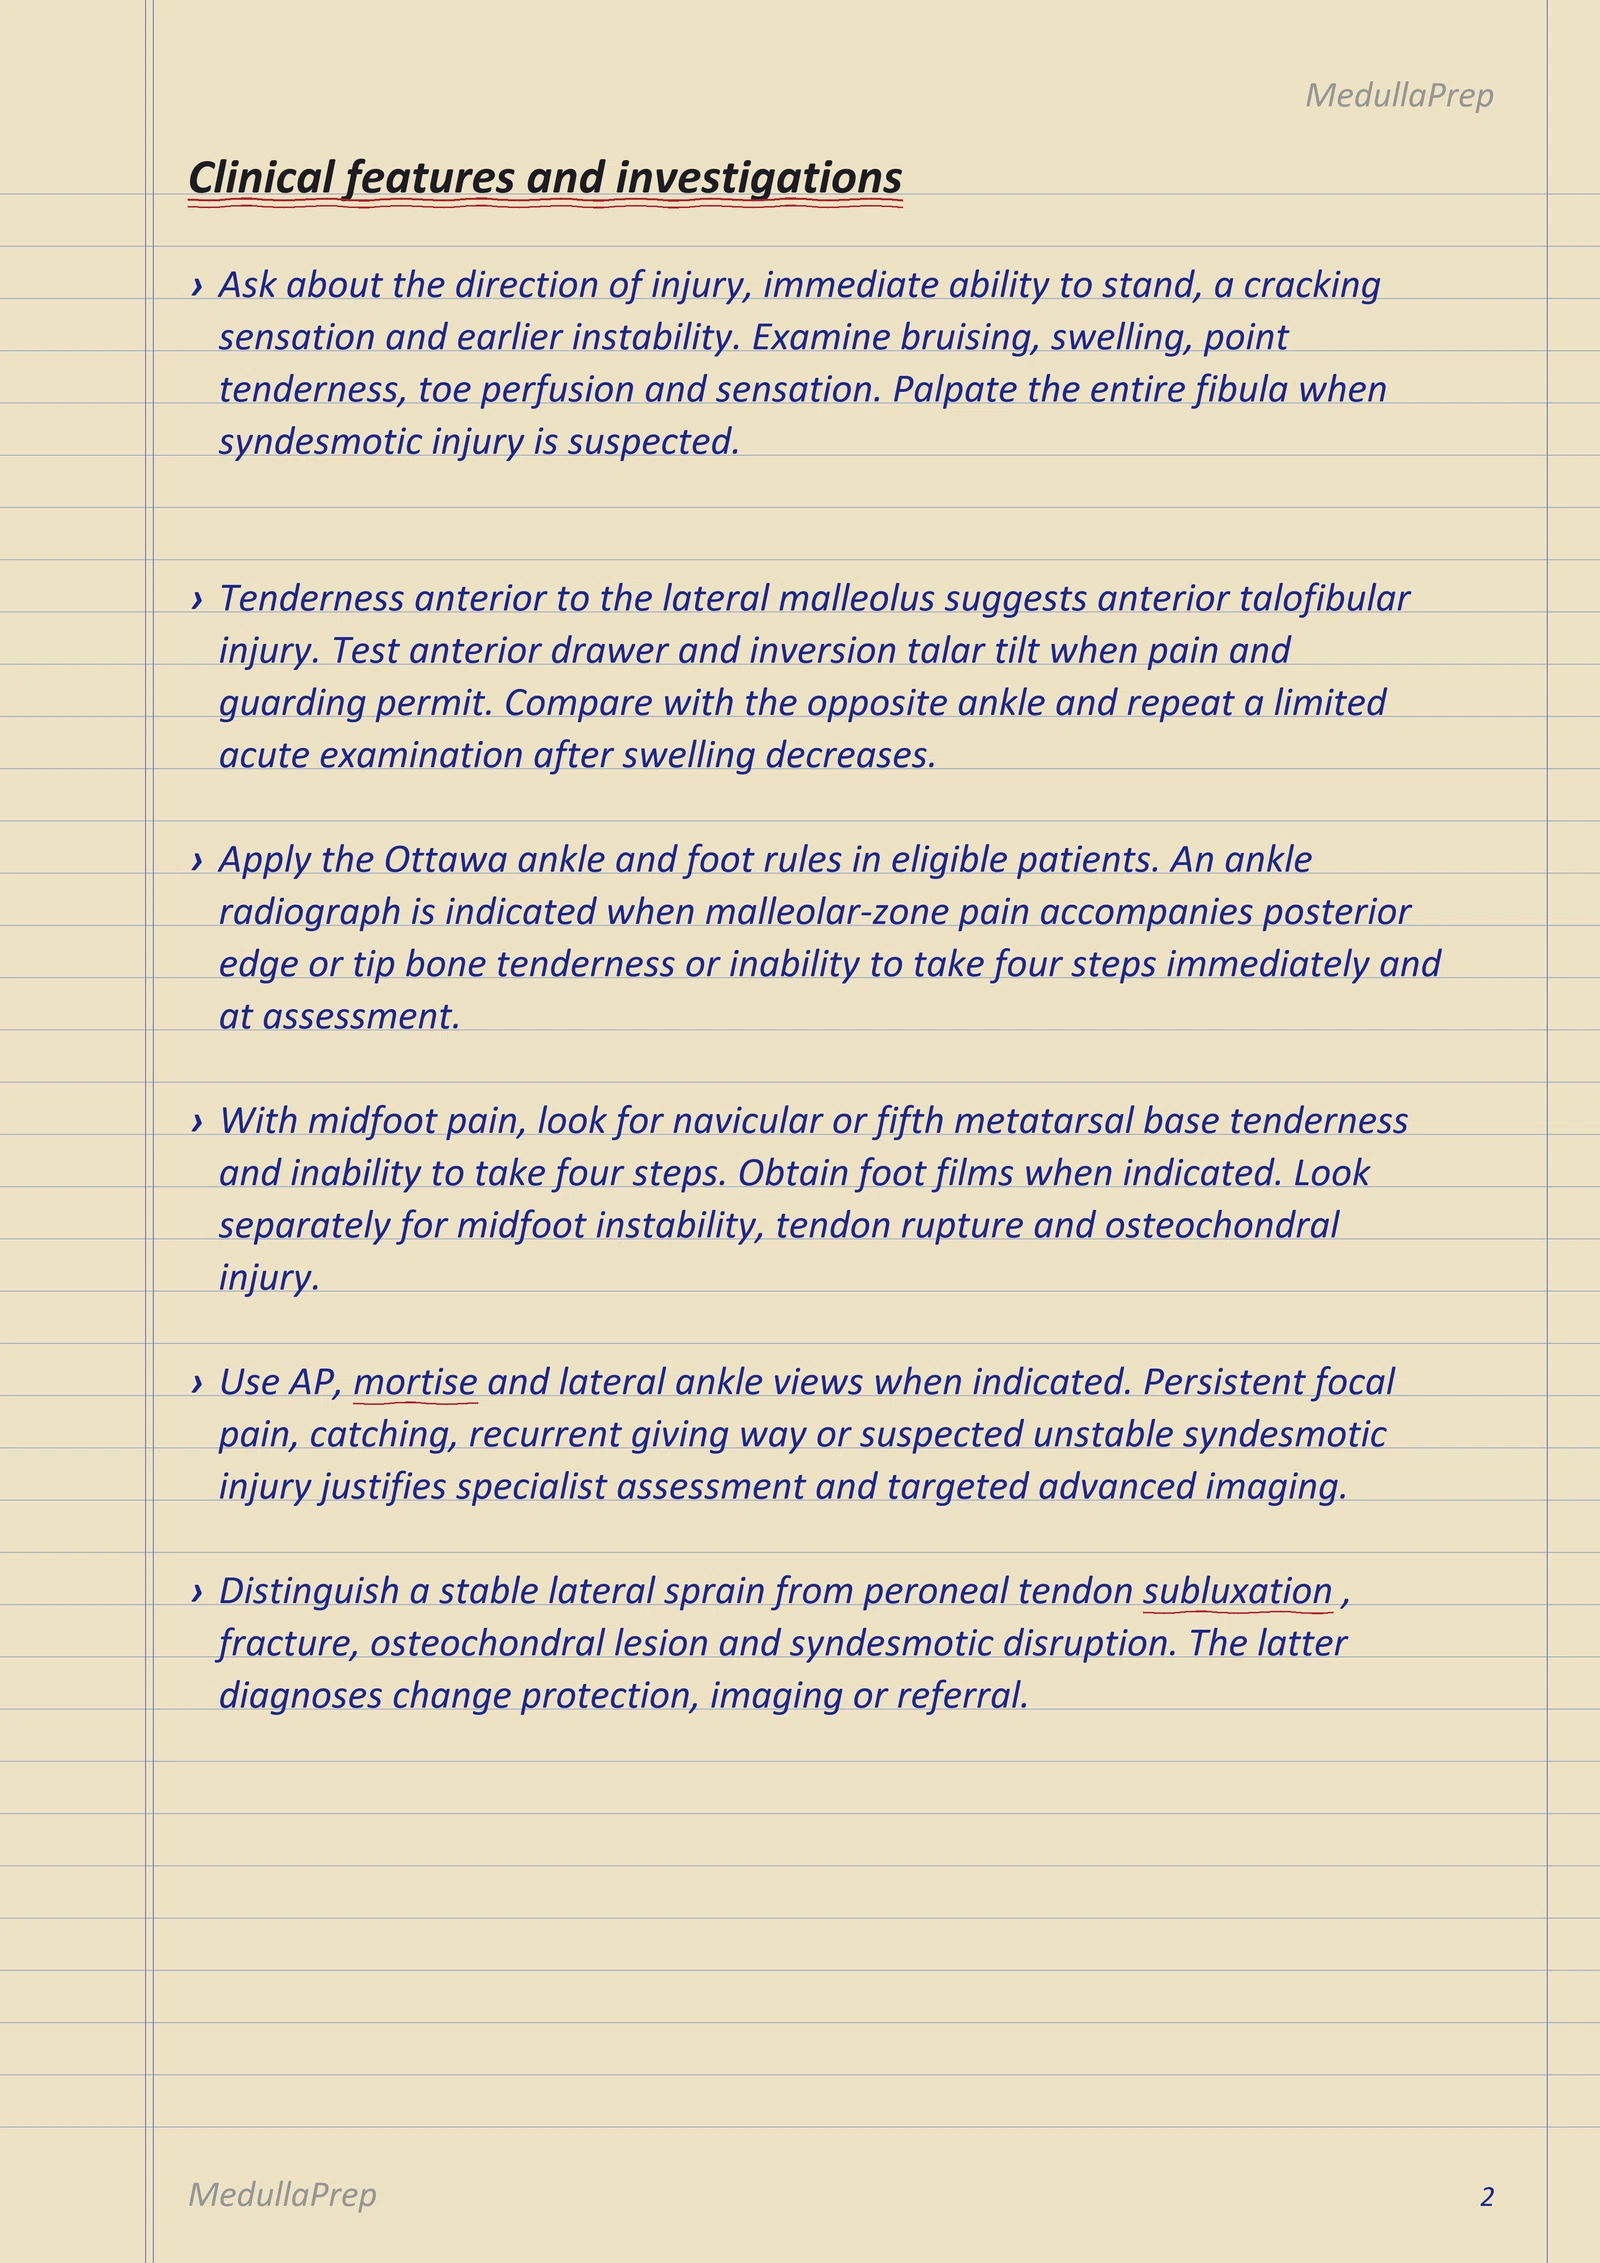 MedullaPrep
Clinical features and investigations
› Ask about the direction of injury, immediate ability to stand, a cracking
sensation and earlier instability. Examine bruising, swelling, point
tenderness, toe perfusion and sensation. Palpate the entire fibula when
syndesmotic injury is suspected.
› Tenderness anterior to the lateral malleolus suggests anterior talofibular
injury. Test anterior drawer and inversion talar tilt when pain and
guarding permit. Compare with the opposite ankle and repeat a limited
acute examination after swelling decreases.
› Apply the Ottawa ankle and foot rules in eligible patients. An ankle
radiograph is indicated when malleolar-zone pain accompanies posterior
edge or tip bone tenderness or inability to take four steps immediately and
at assessment.
› With midfoot pain, look for navicular or fifth metatarsal base tenderness
and inability to take four steps. Obtain foot films when indicated. Look
separately for midfoot instability, tendon rupture and osteochondral
injury.
› Use AP, mortise and lateral ankle views when indicated. Persistent focal
pain, catching, recurrent giving way or suspected unstable syndesmotic
injury justifies specialist assessment and targeted advanced imaging.
› Distinguish a stable lateral sprain from peroneal tendon subluxation ,
fracture, osteochondral lesion and syndesmotic disruption. The latter
diagnoses change protection, imaging or referral.
MedullaPrep
2